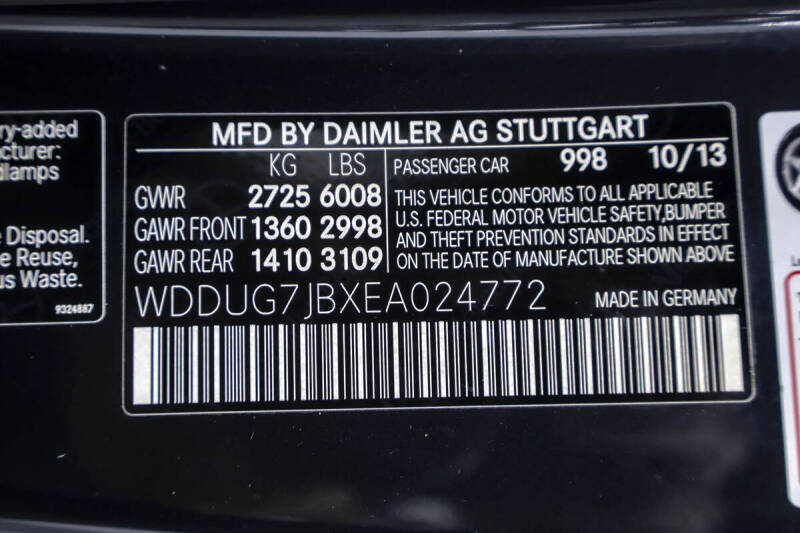 ry-added
cturer:
dlamps
e Disposal.
e Reuse,
us Waste.
9324887
MFD BY DAIMLER AG STUTTGART
KG LBS
GVWR 2725 6008
GAWR FRONT 1360 2998
GAWR REAR 1410 3109
PASSENGER CAR 998 10/13
THIS VEHICLE CONFORMS TO ALL APPLICABLE
U.S. FEDERAL MOTOR VEHICLE SAFETY,BUMPER
AND THEFT PREVENTION STANDARDS IN EFFECT
ON THE DATE OF MANUFACTURE SHOWN ABOVE
WDDUG7JBXEA024772 MADE IN GERMANY